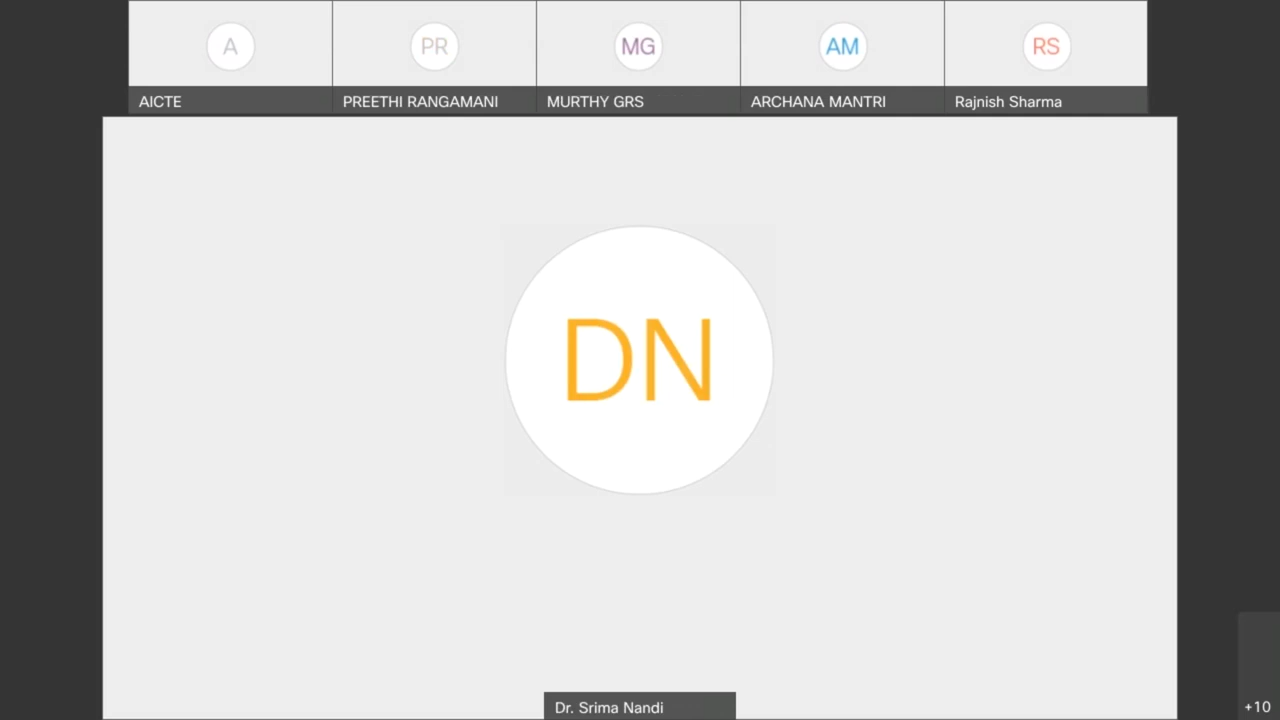 A
PR
MG
AM
RS
AICTE
PREETHI RANGAMANI
MURTHY GRS
ARCHANA MANTRI
Rajnish Sharma
DN
Dr. Srima Nandi
+10